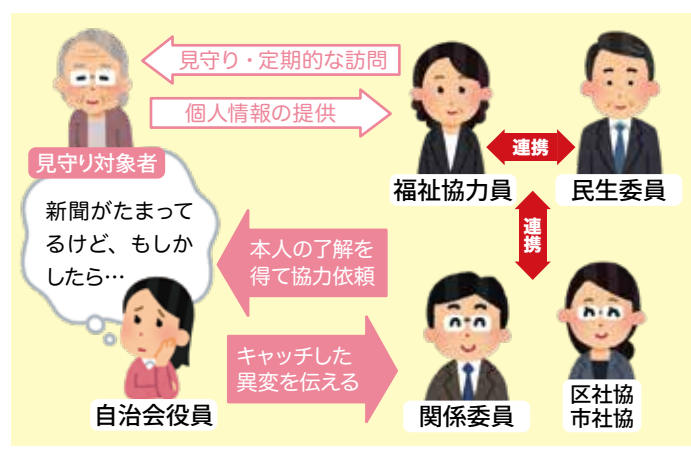 見守り・定期的な訪問
個人情報の提供
見守り対象者
連携
福祉協力員
民生委員
新聞がたまって
るけど、もしか
したら…
連携
本人の了解を
得て協力依頼
キャッチした
異変を伝える
自治会役員
関係委員
区社協
市社協